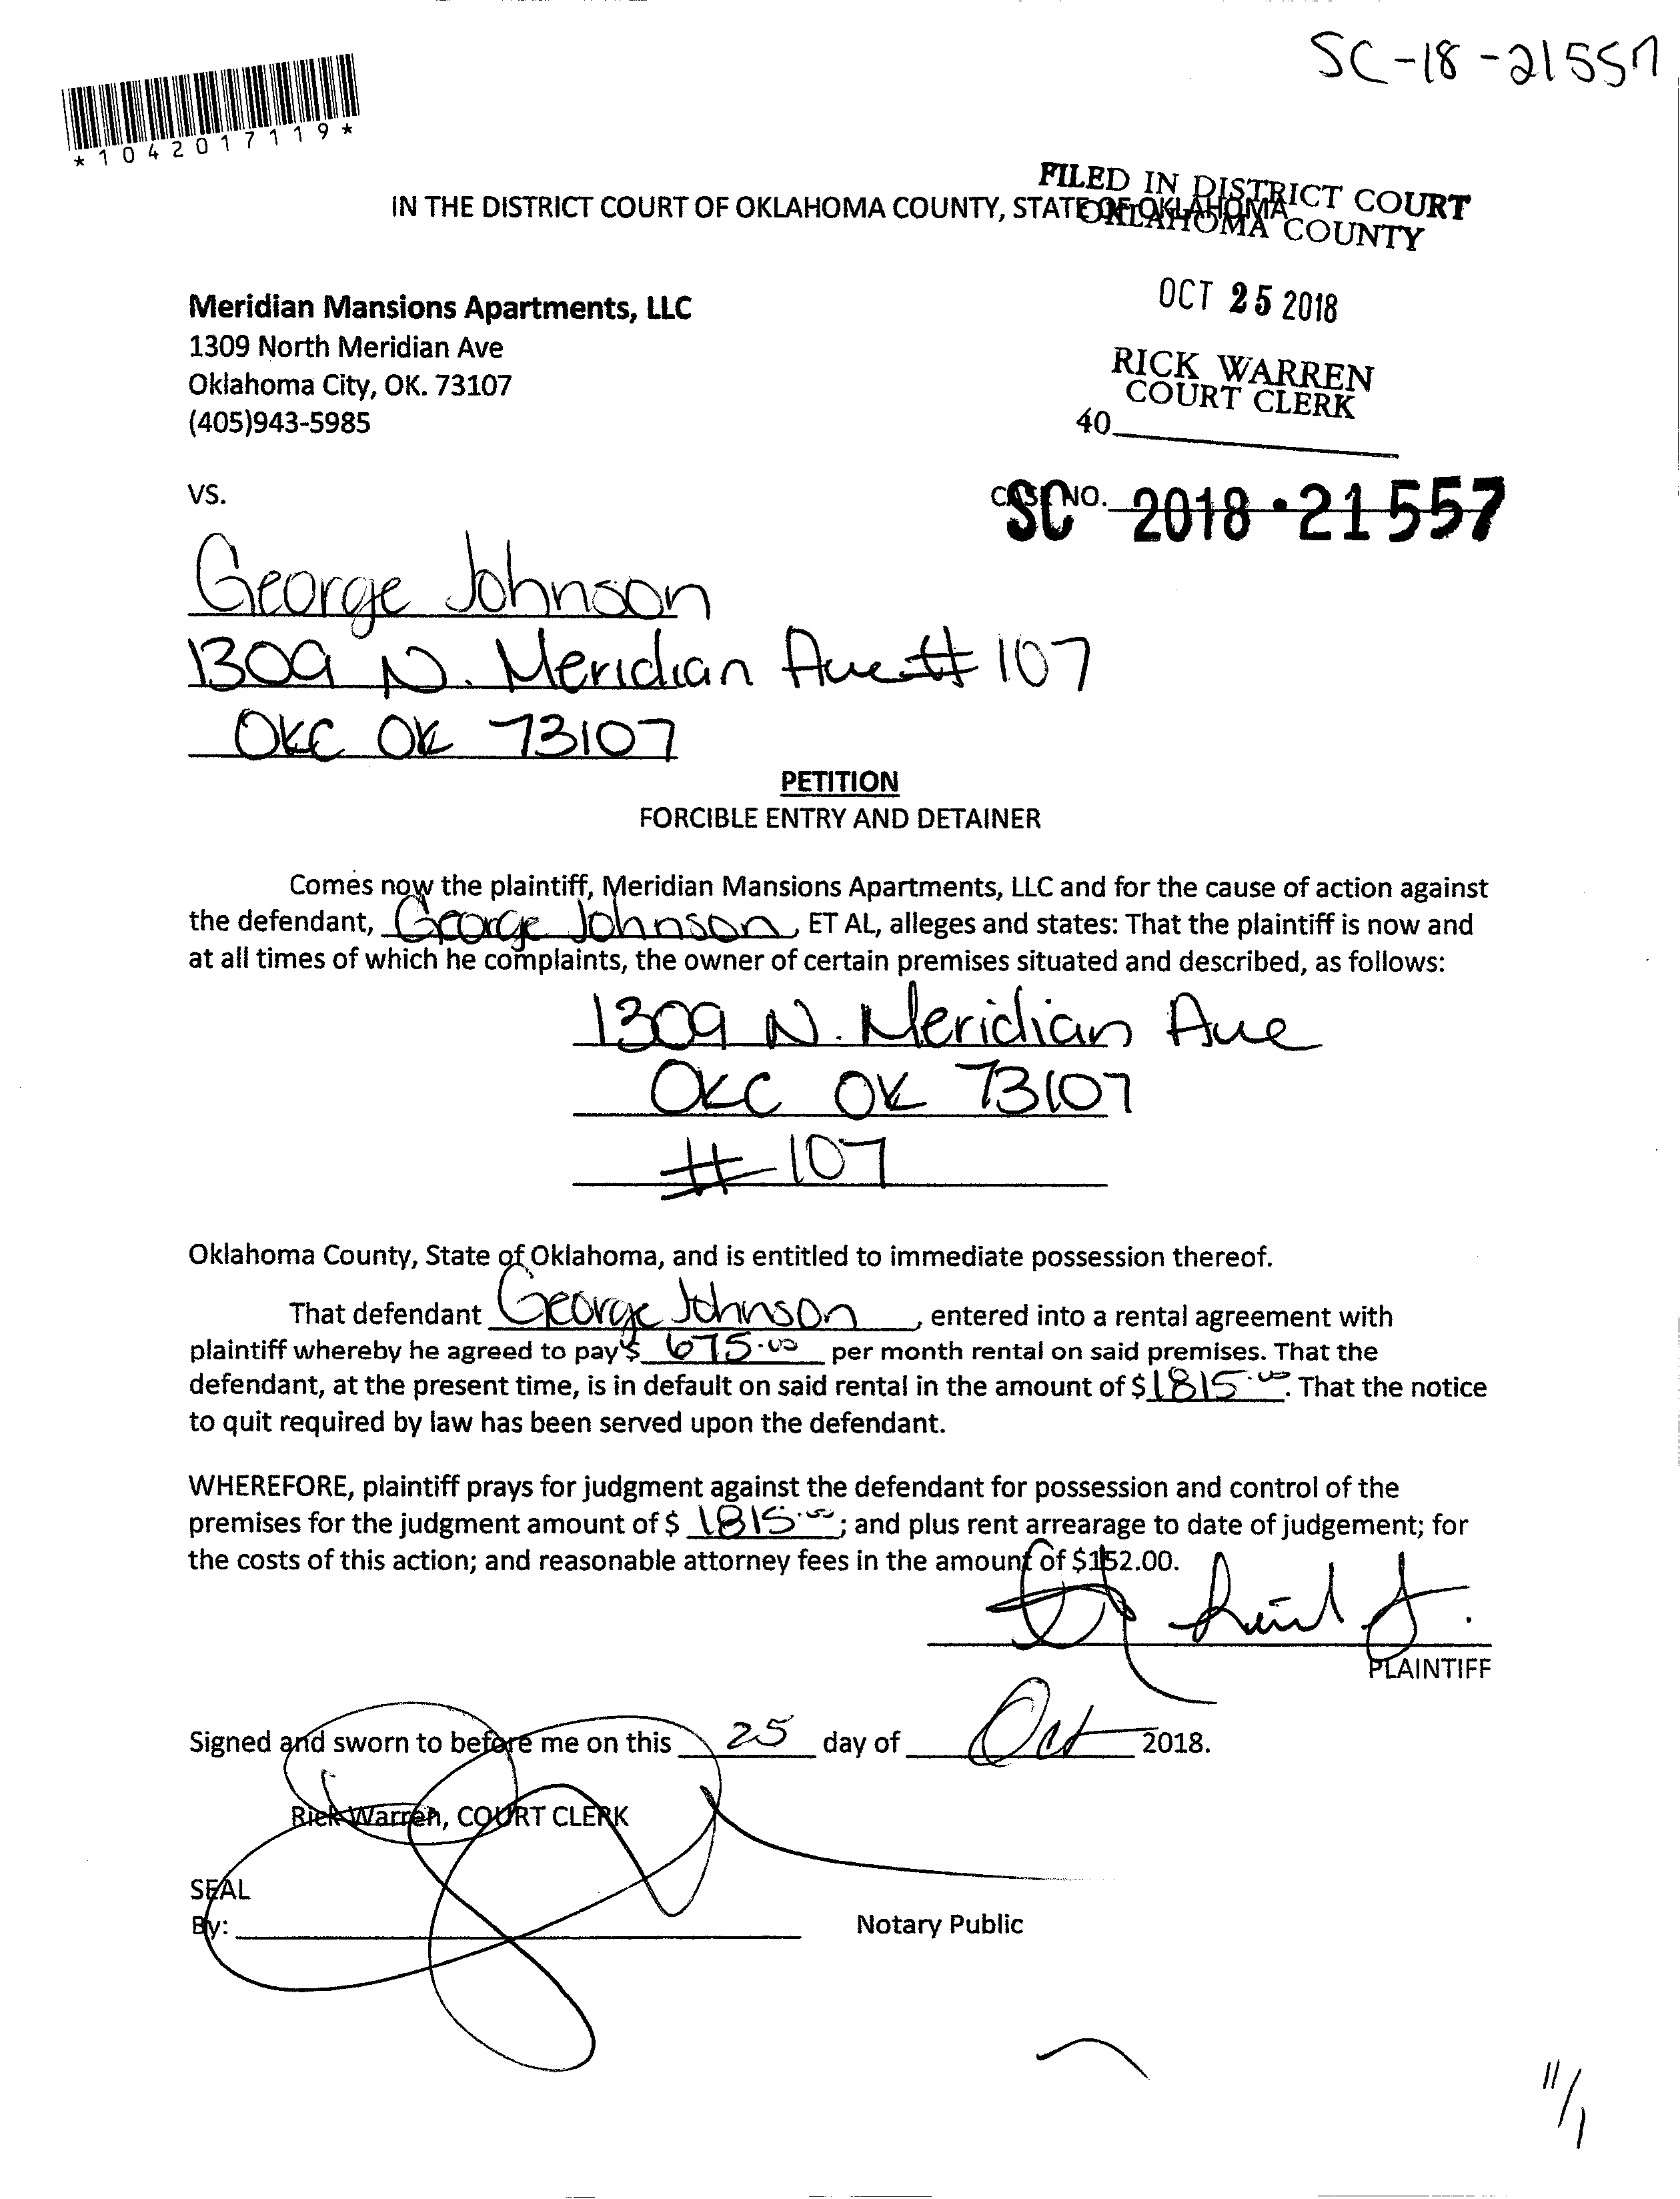 SC-18-21557
*1042017119*
FILED IN DISTRICT COURT
OKLAHOMA COUNTY
IN THE DISTRICT COURT OF OKLAHOMA COUNTY, STATE OF OKLAHOMA
OCT 25 2018
Meridian Mansions Apartments, LLC
1309 North Meridian Ave
Oklahoma City, OK. 73107
(405)943-5985
RICK WARREN
COURT CLERK
40
VS.
CASE NO. SC 2018-21557
George Johnson
1309 N. Meridian Ave # 107
OKC OK 73107
PETITION
FORCIBLE ENTRY AND DETAINER
Comes now the plaintiff, Meridian Mansions Apartments, LLC and for the cause of action against
the defendant, George Johnson, ET AL, alleges and states: That the plaintiff is now and
at all times of which he complaints, the owner of certain premises situated and described, as follows:
1309 N. Meridian Ave
OKC OK 73107
# 107
Oklahoma County, State of Oklahoma, and is entitled to immediate possession thereof.
That defendant George Johnson, entered into a rental agreement with
plaintiff whereby he agreed to pay $ 675.00 per month rental on said premises. That the
defendant, at the present time, is in default on said rental in the amount of $1815.00. That the notice
to quit required by law has been served upon the defendant.
WHEREFORE, plaintiff prays for judgment against the defendant for possession and control of the
premises for the judgment amount of $ 1815.00; and plus rent arrearage to date of judgement; for
the costs of this action; and reasonable attorney fees in the amount of $152.00.
PLAINTIFF
Signed and sworn to before me on this 25 day of Oct 2018.
Rick Warren, COURT CLERK
SEAL
By: Notary Public
11/1